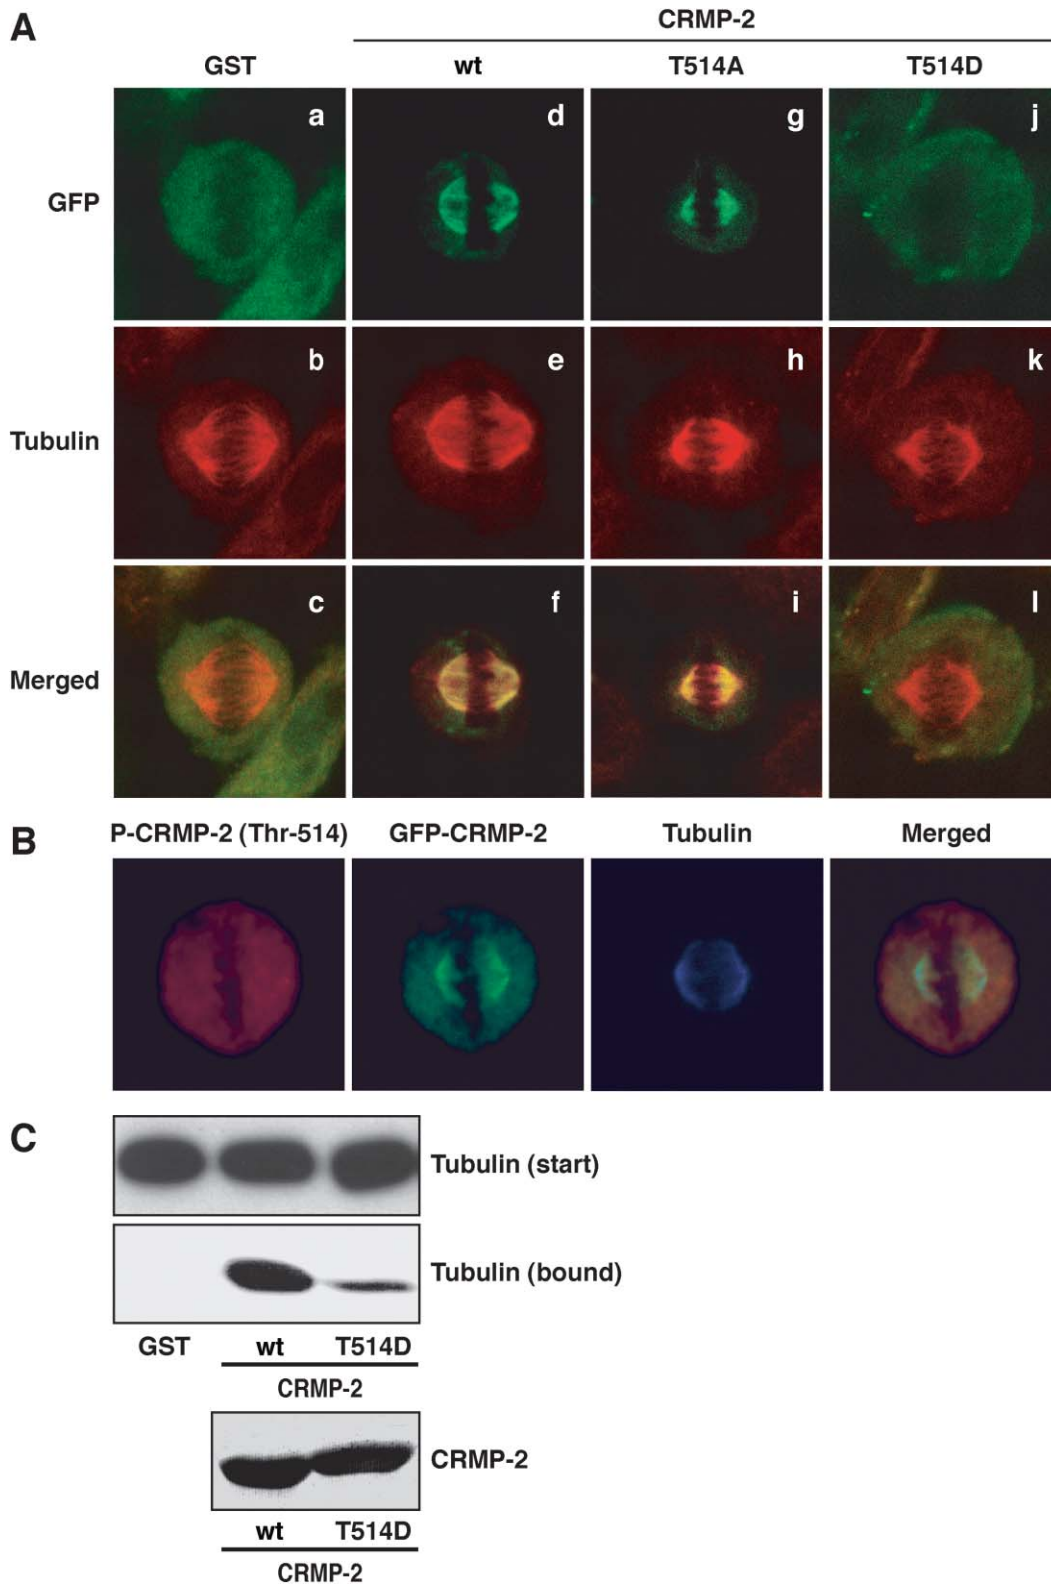 A
CRMP-2
GST wt T514A T514D
GFP a d g j
Tubulin b e h k
Merged c f i l
B
P-CRMP-2 (Thr-514) GFP-CRMP-2 Tubulin Merged
C
Tubulin (start)
Tubulin (bound)
GST wt T514D
CRMP-2
CRMP-2
wt T514D
CRMP-2